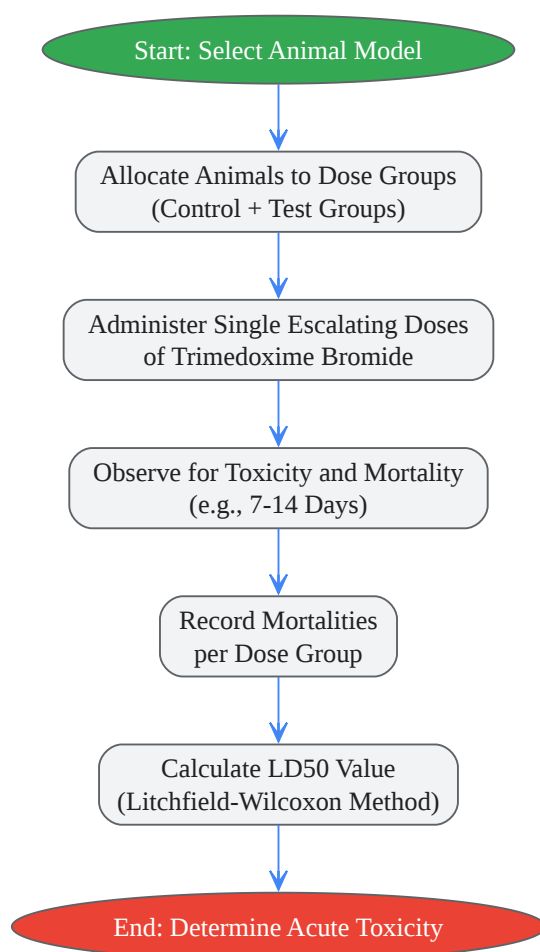 Start: Select Animal Model
Allocate Animals to Dose Groups
(Control + Test Groups)
Administer Single Escalating Doses
of Trimedoxime Bromide
Observe for Toxicity and Mortality
(e.g., 7-14 Days)
Record Mortalities
per Dose Group
Calculate LD50 Value
(Litchfield-Wilcoxon Method)
End: Determine Acute Toxicity